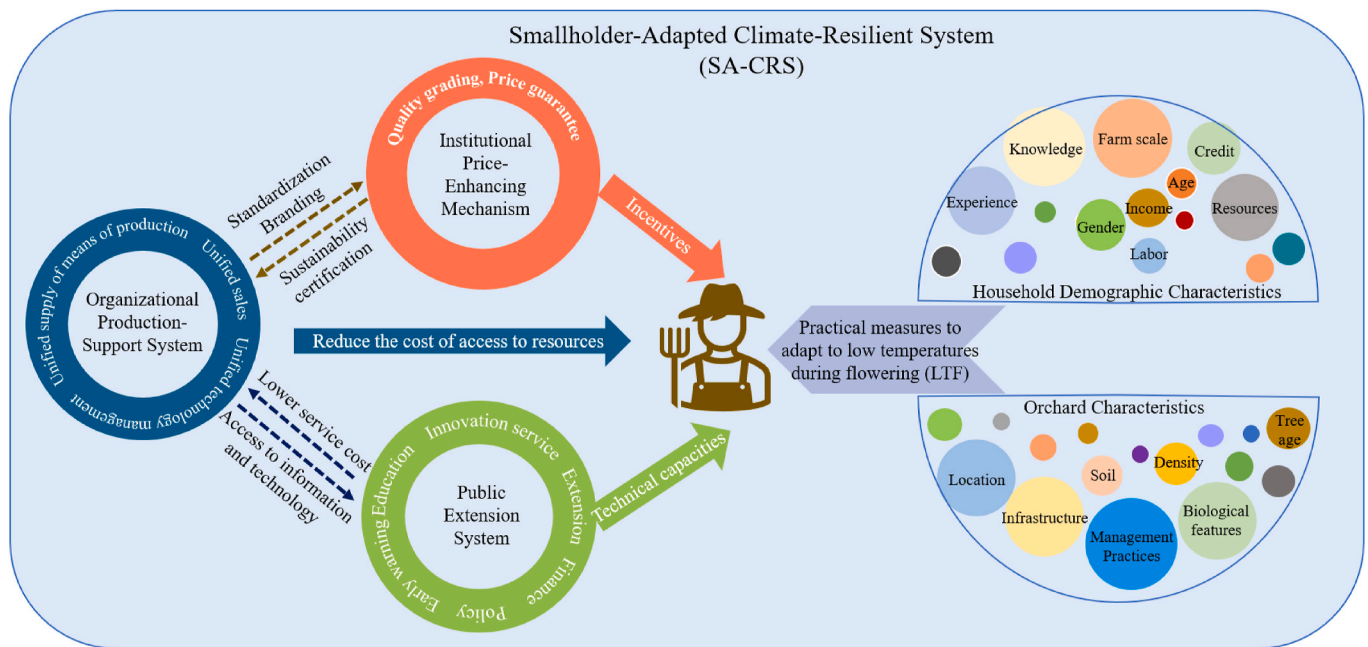 Smallholder-Adapted Climate-Resilient System
(SA-CRS)
Quality grading, Price guarantee
Institutional
Price-
Enhancing
Mechanism
Standardization
Branding
Sustainability
certification
Incentives
Unified supply of means of production
Unified sales
Unified technology management
Organizational
Production-
Support System
Reduce the cost of access to resources
Practical measures to
adapt to low temperatures
during flowering (LTF)
Lower service cost
Access to information
and technology
Education
Innovation service
Extension
Finance
Policy
Early warning
Public
Extension
System
Technical capacities
Knowledge
Farm scale
Credit
Age
Experience
Income
Resources
Gender
Labor
Household Demographic Characteristics
Orchard Characteristics
Tree
age
Location
Soil
Density
Infrastructure
Biological
features
Management
Practices